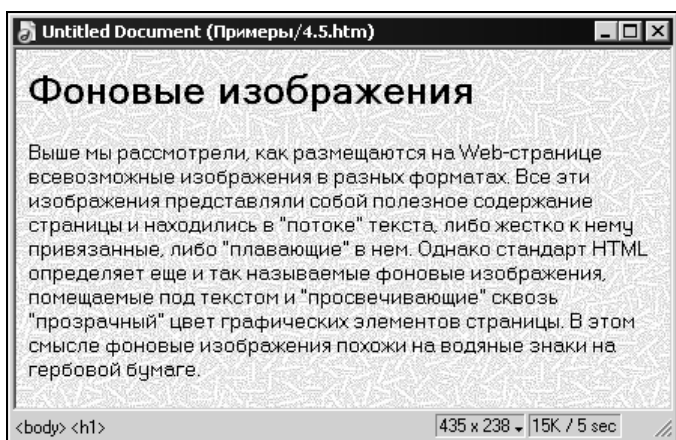 Untitled Document (Примеры/4.5.htm)
Фоновые изображения
Выше мы рассмотрели, как размещаются на Web-странице
всевозможные изображения в разных форматах. Все эти
изображения представляли собой полезное содержание
страницы и находились в "потоке" текста, либо жестко к нему
привязанные, либо "плавающие" в нем. Однако стандарт HTML
определяет еще и так называемые фоновые изображения,
помещаемые под текстом и "просвечивающие" сквозь
"прозрачный" цвет графических элементов страницы. В этом
смысле фоновые изображения похожи на водяные знаки на
гербовой бумаге.
<body> <h1> 435 x 238 15K / 5 sec